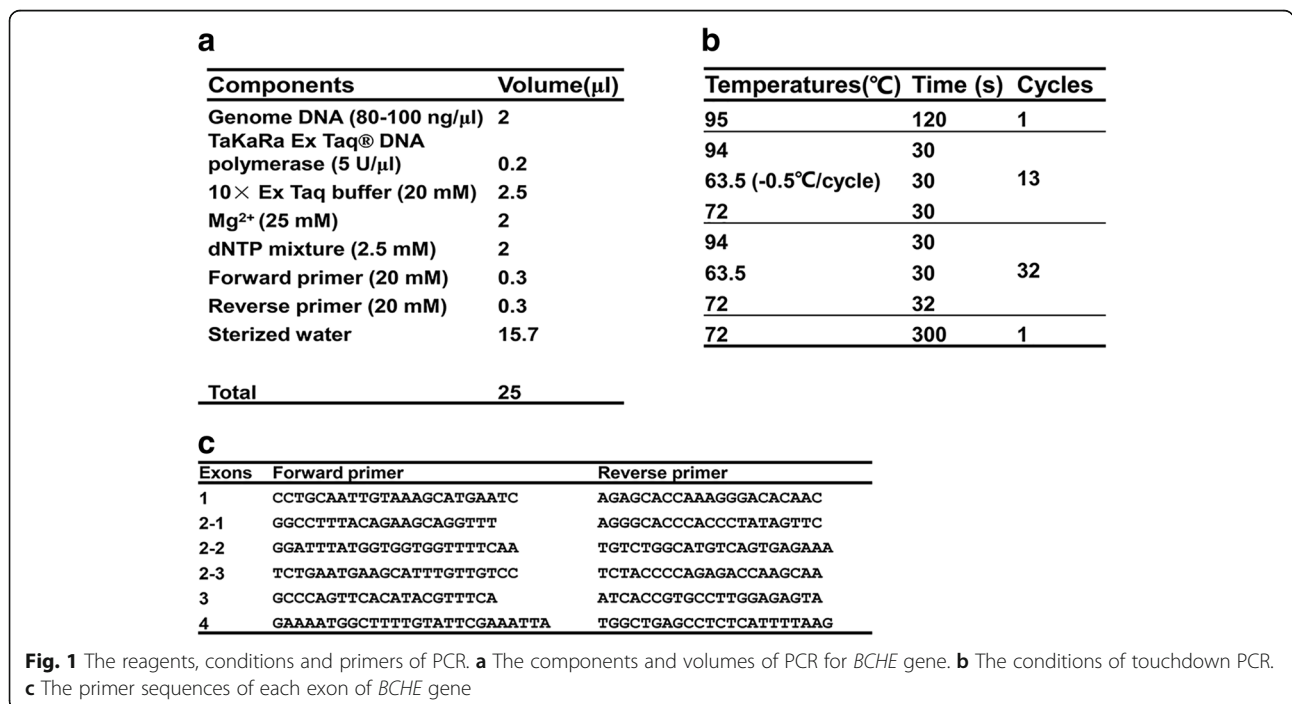 a
Components Volume(μl)
Genome DNA (80-100 ng/μl) 2
TaKaRa Ex Taq® DNA
polymerase (5 U/μl) 0.2
10× Ex Taq buffer (20 mM) 2.5
Mg²⁺ (25 mM) 2
dNTP mixture (2.5 mM) 2
Forward primer (20 mM) 0.3
Reverse primer (20 mM) 0.3
Sterized water 15.7
Total 25
b
Temperatures(℃) Time (s) Cycles
95 120 1
94 30
63.5 (-0.5℃/cycle) 30 13
72 30
94 30
63.5 30 32
72 32
72 300 1
c
Exons Forward primer Reverse primer
1 CCTGCAATTGTAAAGCATGAATC AGAGCACCAAAGGGACACAAC
2-1 GGCCTTTACAGAAGCAGGTTT AGGGCACCCACCCTATAGTTC
2-2 GGATTTATGGTGGTGGTTTTCAA TGTCTGGCATGTCAGTGAGAAA
2-3 TCTGAATGAAGCATTTGTTGTCC TCTACCCCAGAGACCAAGCAA
3 GCCCAGTTCACATACGTTTCA ATCACCGTGCCTTGGAGAGTA
4 GAAAATGGCTTTTGTATTCGAAATTA TGGCTGAGCCTCTCATTTTAAG
Fig. 1 The reagents, conditions and primers of PCR. a The components and volumes of PCR for BCHE gene. b The conditions of touchdown PCR.
c The primer sequences of each exon of BCHE gene